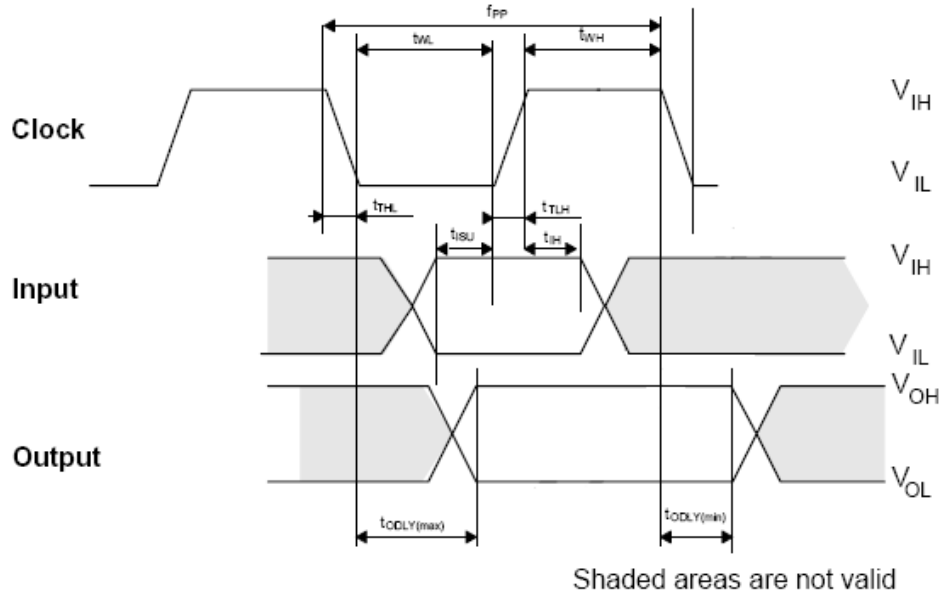 fPP
tWL
tWH
Clock
VIH
VIL
tTHL
tTLH
tISU
tIH
Input
VIH
VIL
VOH
Output
VOL
tODLY(max)
tODLY(min)
Shaded areas are not valid